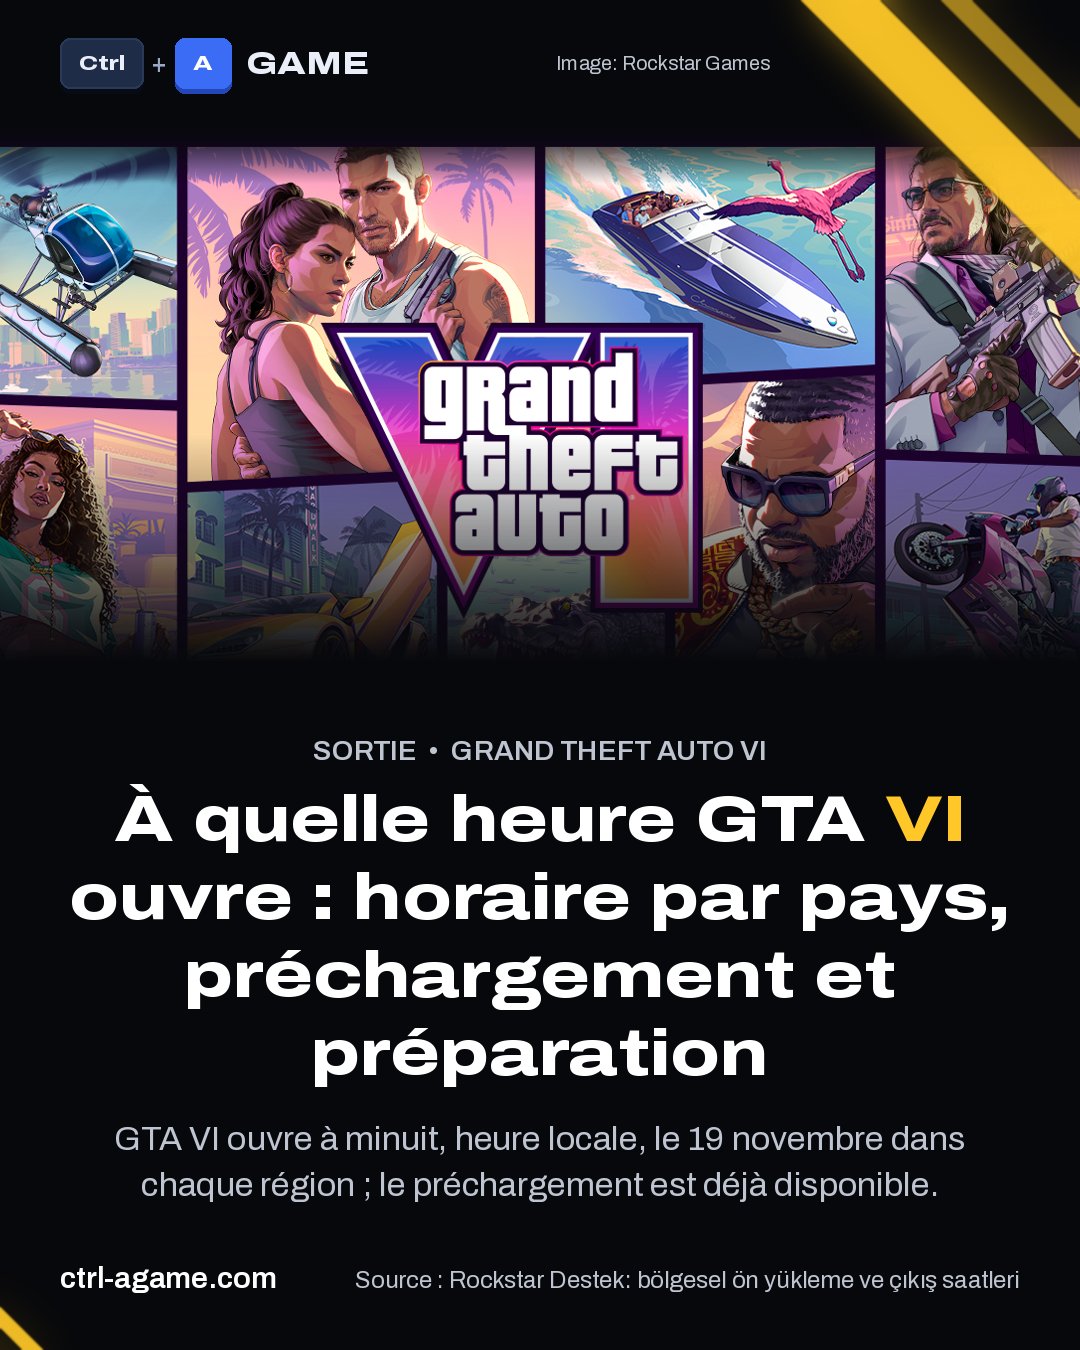 Ctrl + A GAME
Image: Rockstar Games
VI
grand
theft
auto
SORTIE • GRAND THEFT AUTO VI
À quelle heure GTA VI
ouvre : horaire par pays,
préchargement et
préparation
GTA VI ouvre à minuit, heure locale, le 19 novembre dans
chaque région ; le préchargement est déjà disponible.
ctrl-agame.com
Source : Rockstar Destek: bölgesel ön yükleme ve çıkış saatleri